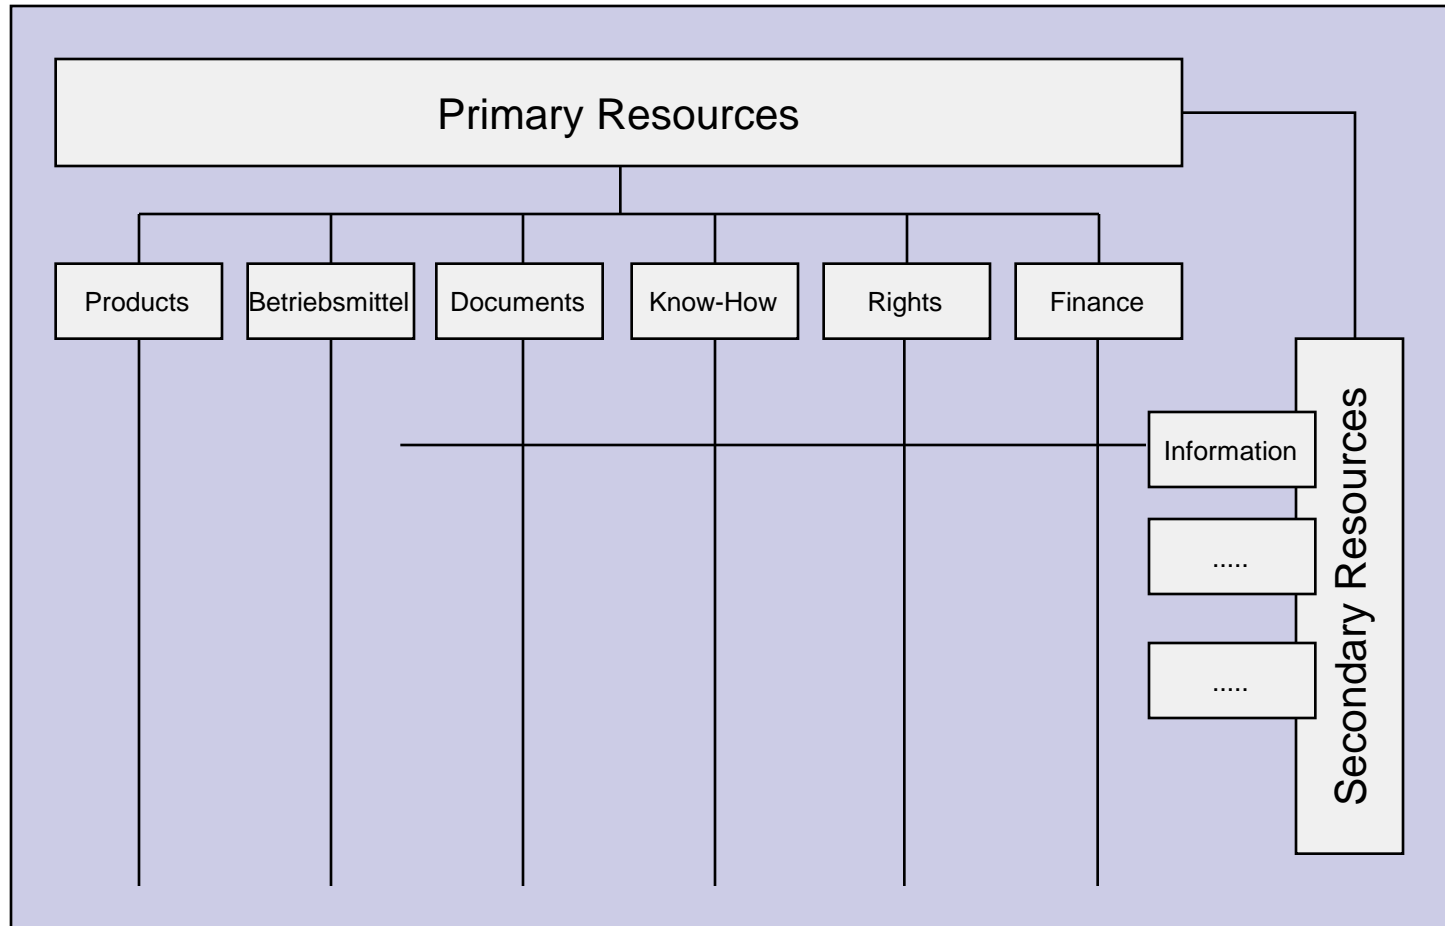 Primary Resources
Products
Betriebsmittel
Documents
Know-How
Rights
Finance
Information
.....
.....
Secondary Resources